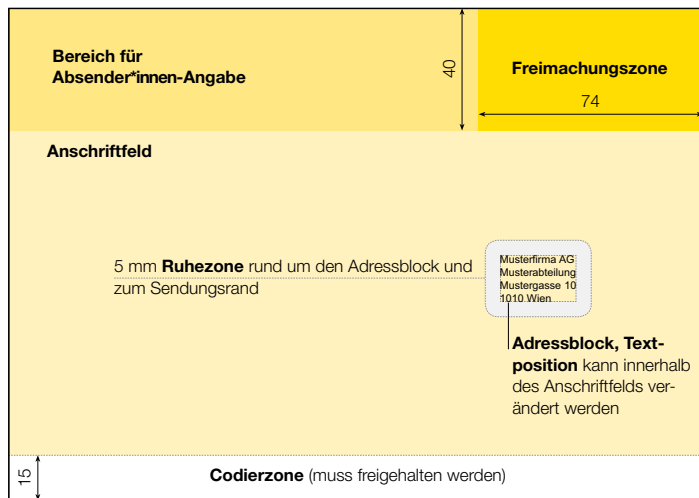 Bereich für
Absender*innen-Angabe
40
Freimachungszone
74
Anschriftfeld
5 mm Ruhezone rund um den Adressblock und
zum Sendungsrand
Musterfirma AG
Musterabteilung
Mustergasse 10
1010 Wien
Adressblock, Text-
position kann innerhalb
des Anschriftfelds ver-
ändert werden
15
Codierzone (muss freigehalten werden)